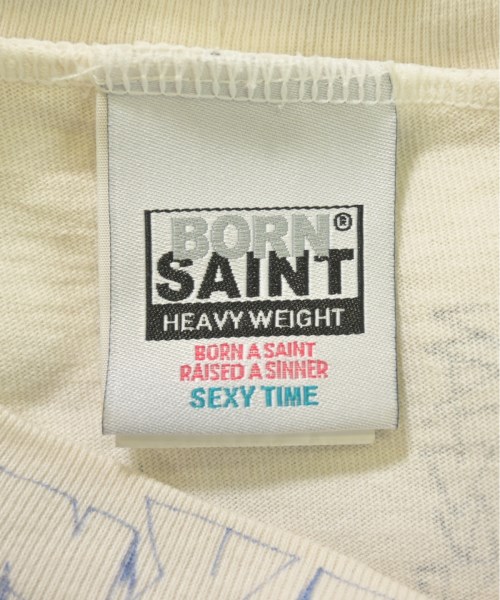 BORN®
SAINT
HEAVY WEIGHT
BORN A SAINT
RAISED A SINNER
SEXY TIME